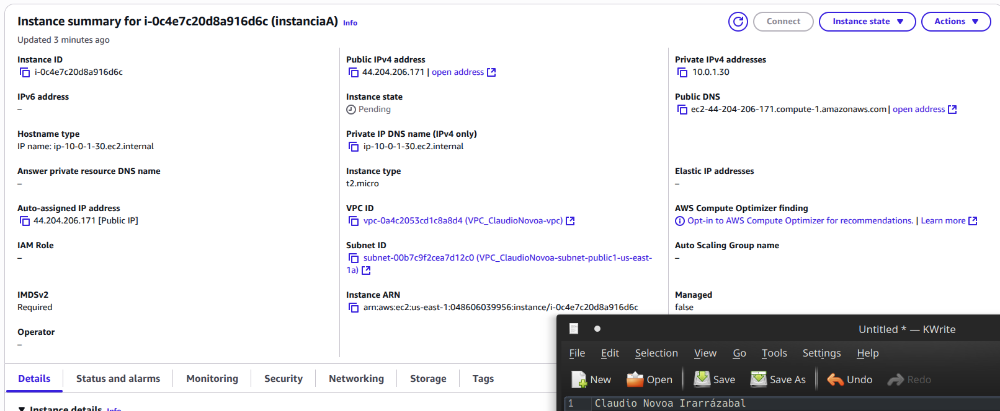 Instance summary for i-0c4e7c20d8a916d6c (instanciaA) Info
Connect
Instance state
Actions
Updated 3 minutes ago
Instance ID
i-0c4e7c20d8a916d6c
Public IPv4 address
44.204.206.171 | open address
Private IPv4 addresses
10.0.1.30
IPv6 address
–
Instance state
Pending
Public DNS
ec2-44-204-206-171.compute-1.amazonaws.com | open address
Hostname type
IP name: ip-10-0-1-30.ec2.internal
Private IP DNS name (IPv4 only)
ip-10-0-1-30.ec2.internal
Answer private resource DNS name
–
Instance type
t2.micro
Elastic IP addresses
–
Auto-assigned IP address
44.204.206.171 [Public IP]
VPC ID
vpc-0a4c2053cd1c8a8d4 (VPC_ClaudioNovoa-vpc)
AWS Compute Optimizer finding
Opt-in to AWS Compute Optimizer for recommendations. | Learn more
IAM Role
–
Subnet ID
subnet-00b7c9f2cea7d12c0 (VPC_ClaudioNovoa-subnet-public1-us-east-
1a)
Auto Scaling Group name
–
IMDSv2
Required
Instance ARN
arn:aws:ec2:us-east-1:048606039956:instance/i-0c4e7c20d8a916d6c
Managed
false
Operator
–
Details
Status and alarms
Monitoring
Security
Networking
Storage
Tags
Instance details Info
Untitled * — KWrite
File Edit Selection View Go Tools Settings Help
New Open Save Save As Undo Redo
1 Claudio Novoa Irarrázabal